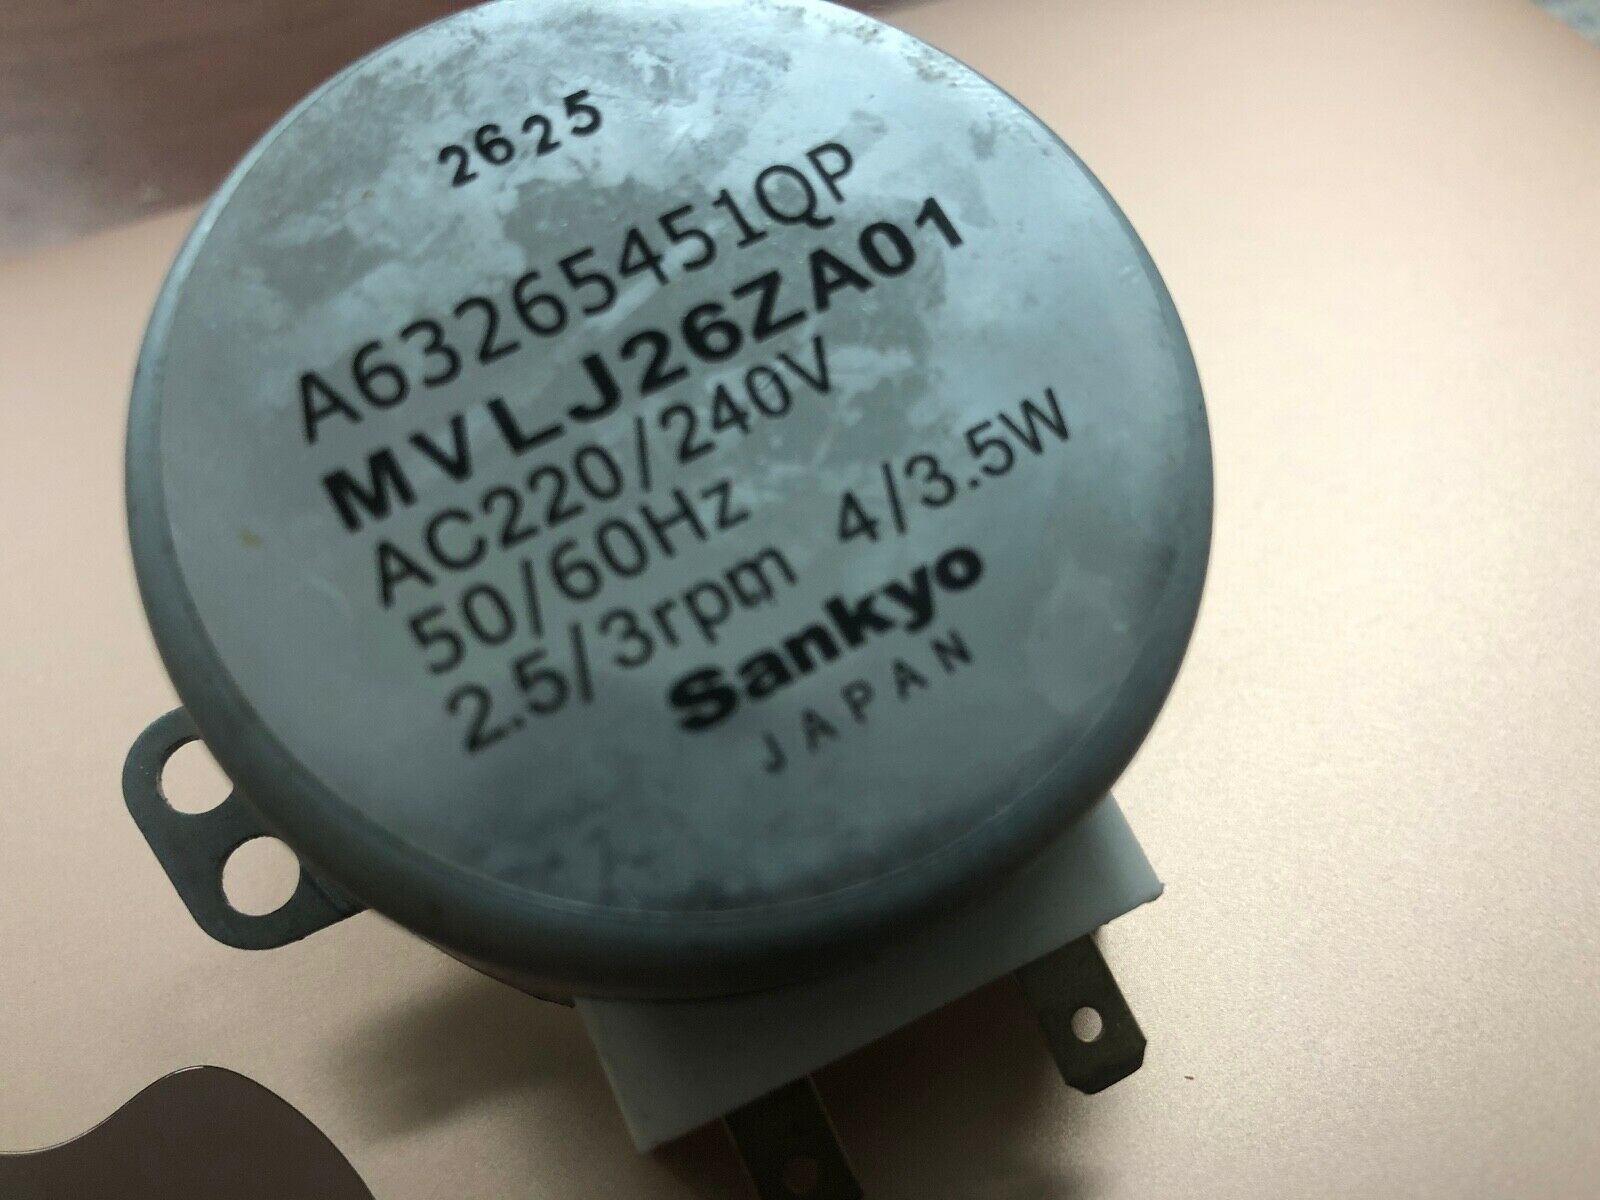 2625
A63265451QP
MVLJ26ZA01
AC220/240V
50/60Hz
2.5/3rpm 4/3.5W
Sankyo
JAPAN